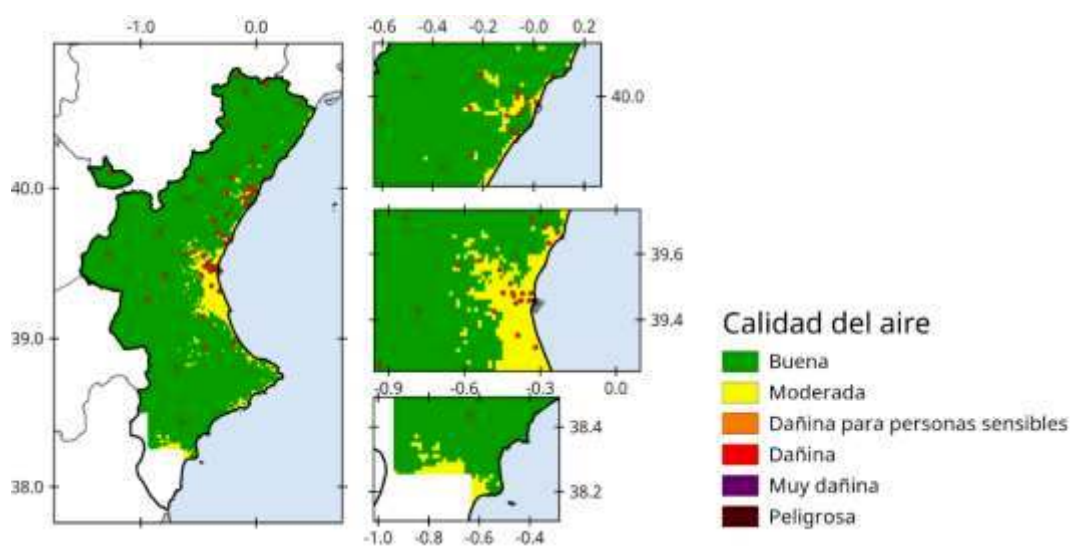 -1.0 0.0
40.0
39.0
38.0
-0.6 -0.4 -0.2 -0.0 0.2
40.0
39.6
39.4
-0.9 -0.6 -0.3 0.0
38.4
38.2
-1.0 -0.8 -0.6 -0.4
Calidad del aire
Buena
Moderada
Dañina para personas sensibles
Dañina
Muy dañina
Peligrosa